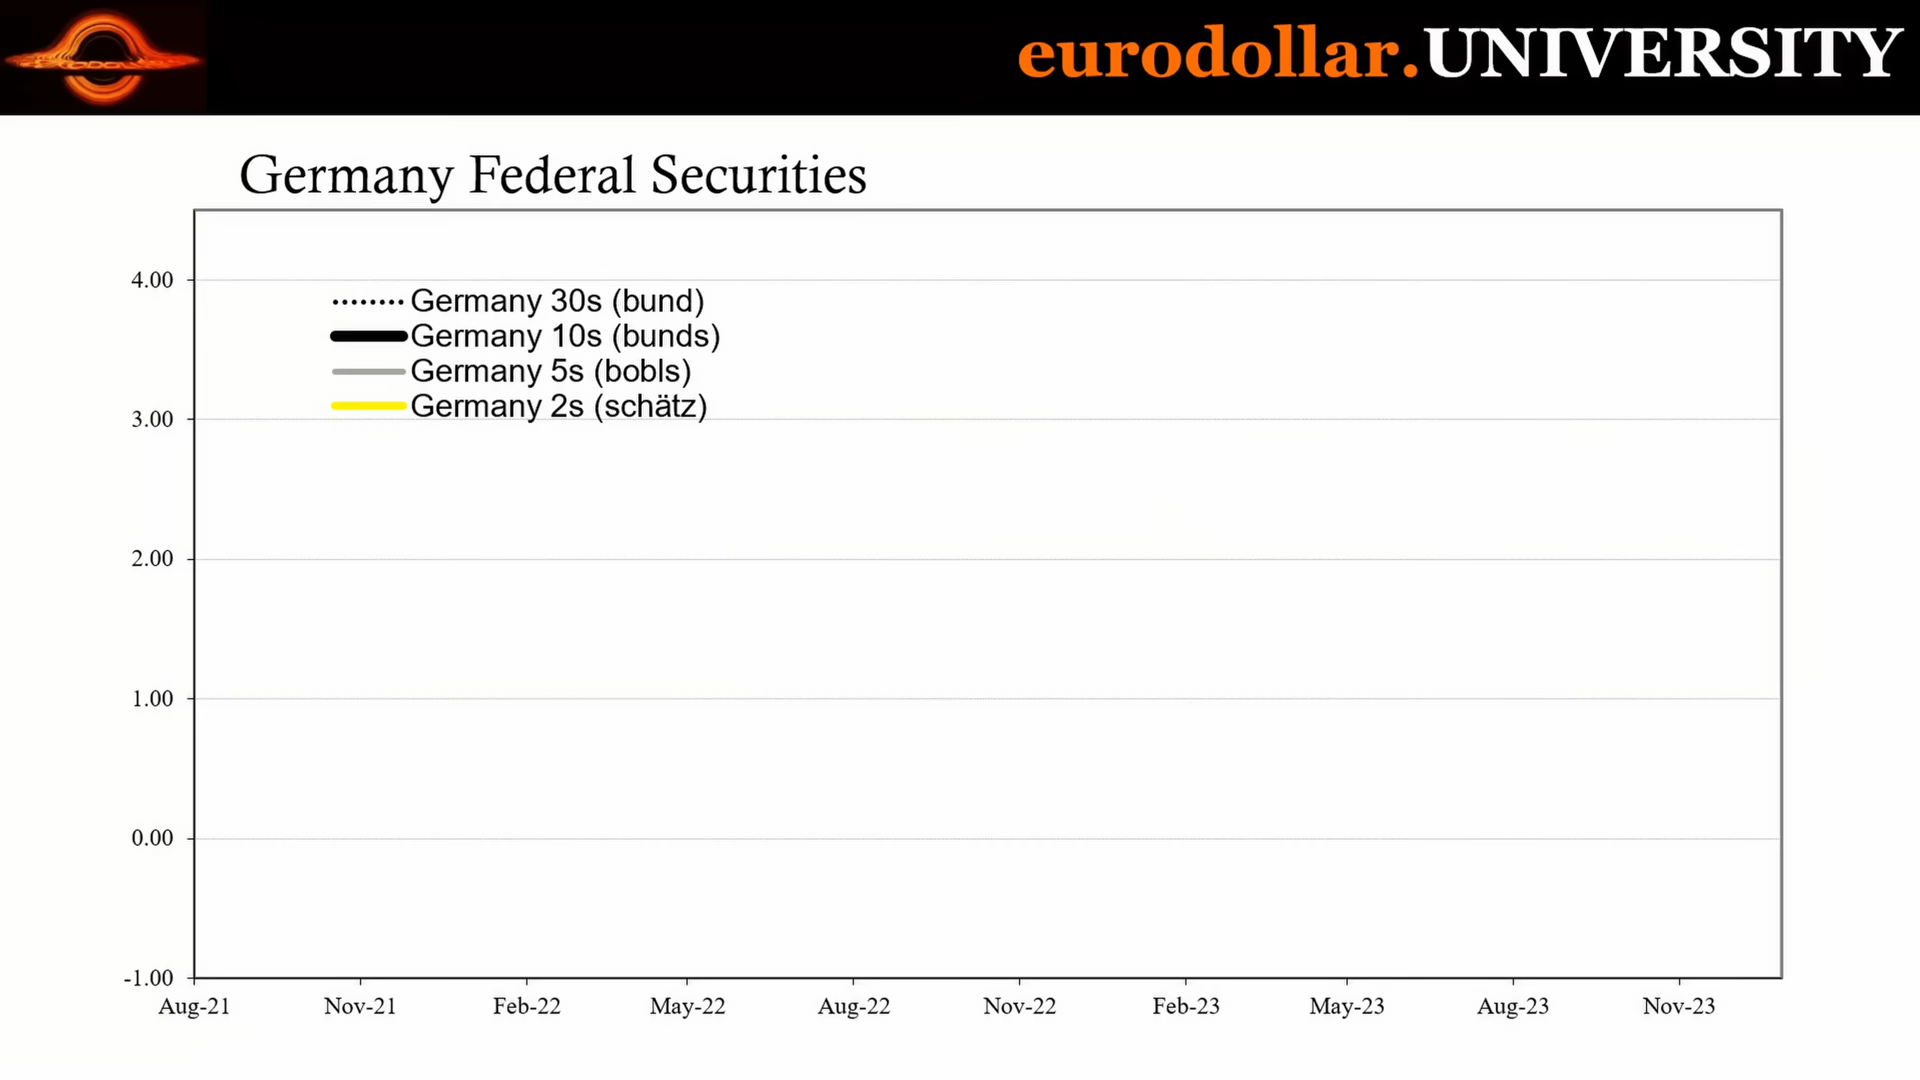 eurodollar.UNIVERSITY
Germany Federal Securities
4.00
Germany 30s (bund)
Germany 10s (bunds)
Germany 5s (bobls)
Germany 2s (schätz)
3.00
2.00
1.00
0.00
-1.00
Aug-21 Nov-21 Feb-22 May-22 Aug-22 Nov-22 Feb-23 May-23 Aug-23 Nov-23